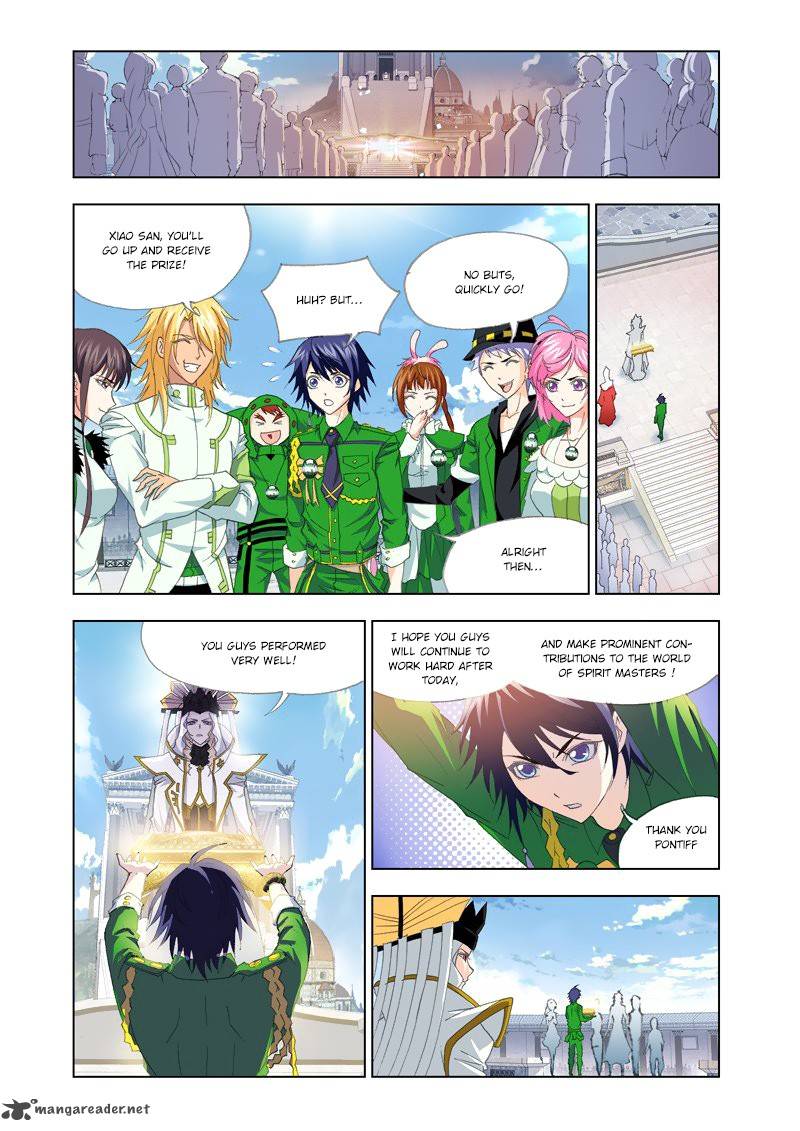 XIAO SAN, YOU'LL
GO UP AND RECEIVE
THE PRIZE!
HUH? BUT...
NO BUTS,
QUICKLY GO!
ALRIGHT
THEN...
YOU GUYS PERFORMED
VERY WELL!
I HOPE YOU GUYS
WILL CONTINUE TO
WORK HARD AFTER
TODAY,
AND MAKE PROMINENT CON-
TRIBUTIONS TO THE WORLD
OF SPIRIT MASTERS !
THANK YOU
PONTIFF
mangareader.net